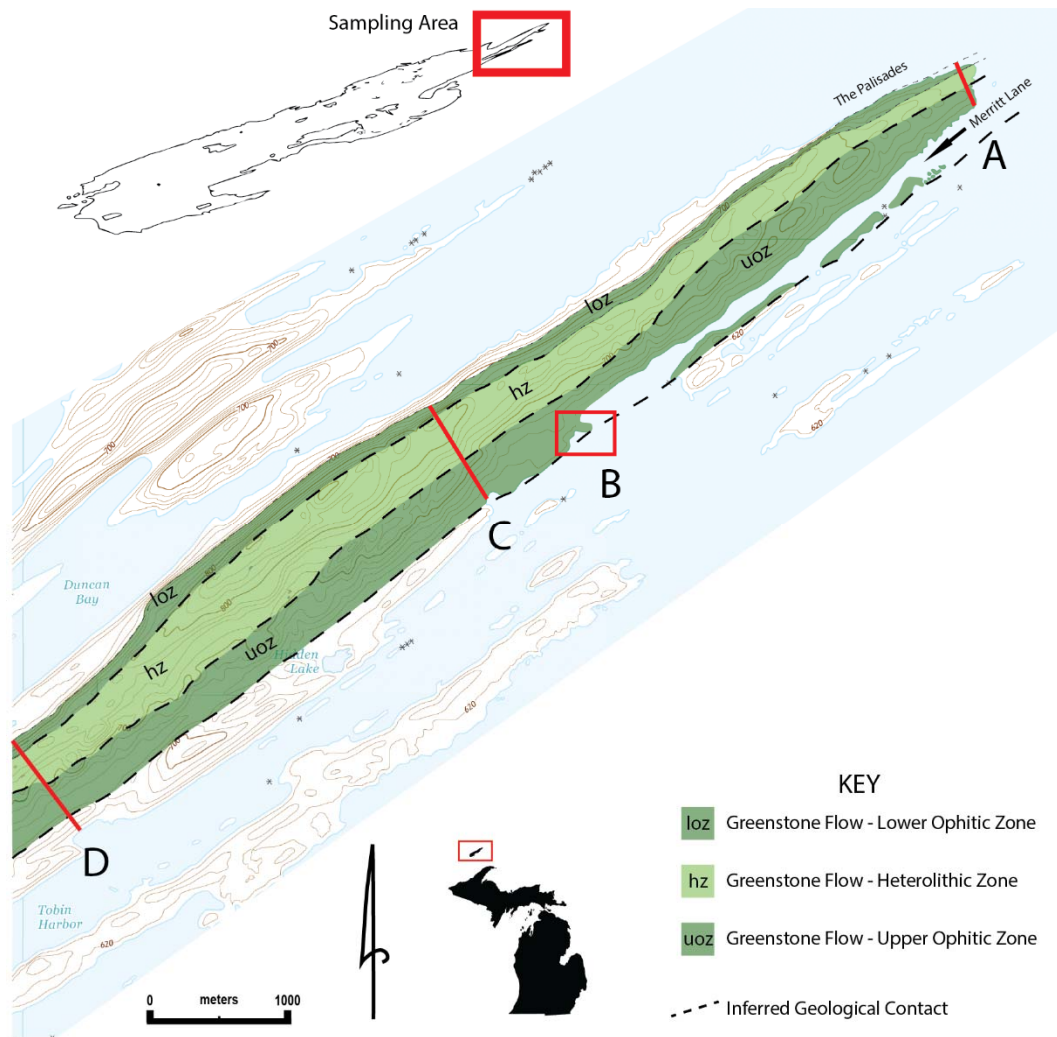 Sampling Area
The Palisades
Merritt Lane
A
700
uoz
loz
620
700
hz
620
B
C
Duncan
Bay
loz
800
800
hz
uoz
Hidden
Lake
620
700
D
Tobin
Harbor
620
0 meters 1000
KEY
loz Greenstone Flow - Lower Ophitic Zone
hz Greenstone Flow - Heterolithic Zone
uoz Greenstone Flow - Upper Ophitic Zone
Inferred Geological Contact